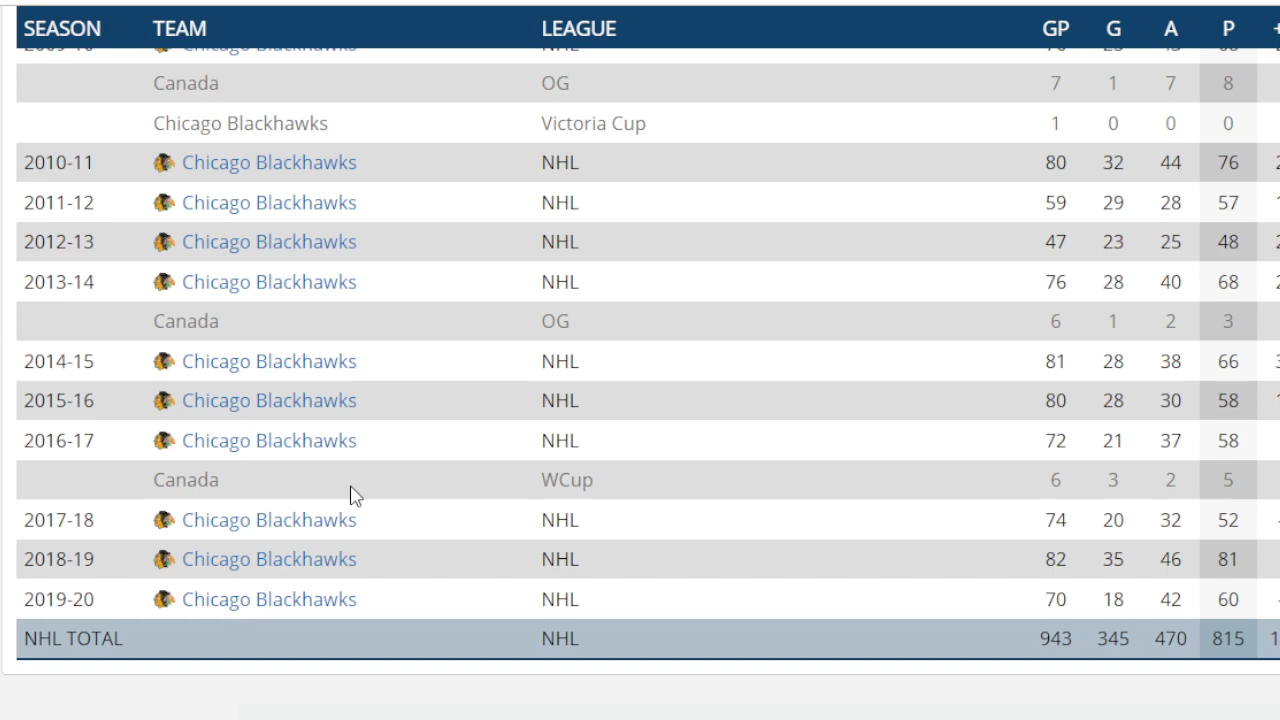 SEASON TEAM LEAGUE GP G A P
Canada OG 7 1 7 8
Chicago Blackhawks Victoria Cup 1 0 0 0
2010-11 Chicago Blackhawks NHL 80 32 44 76
2011-12 Chicago Blackhawks NHL 59 29 28 57
2012-13 Chicago Blackhawks NHL 47 23 25 48
2013-14 Chicago Blackhawks NHL 76 28 40 68
Canada OG 6 1 2 3
2014-15 Chicago Blackhawks NHL 81 28 38 66
2015-16 Chicago Blackhawks NHL 80 28 30 58
2016-17 Chicago Blackhawks NHL 72 21 37 58
Canada WCup 6 3 2 5
2017-18 Chicago Blackhawks NHL 74 20 32 52
2018-19 Chicago Blackhawks NHL 82 35 46 81
2019-20 Chicago Blackhawks NHL 70 18 42 60
NHL TOTAL NHL 943 345 470 815